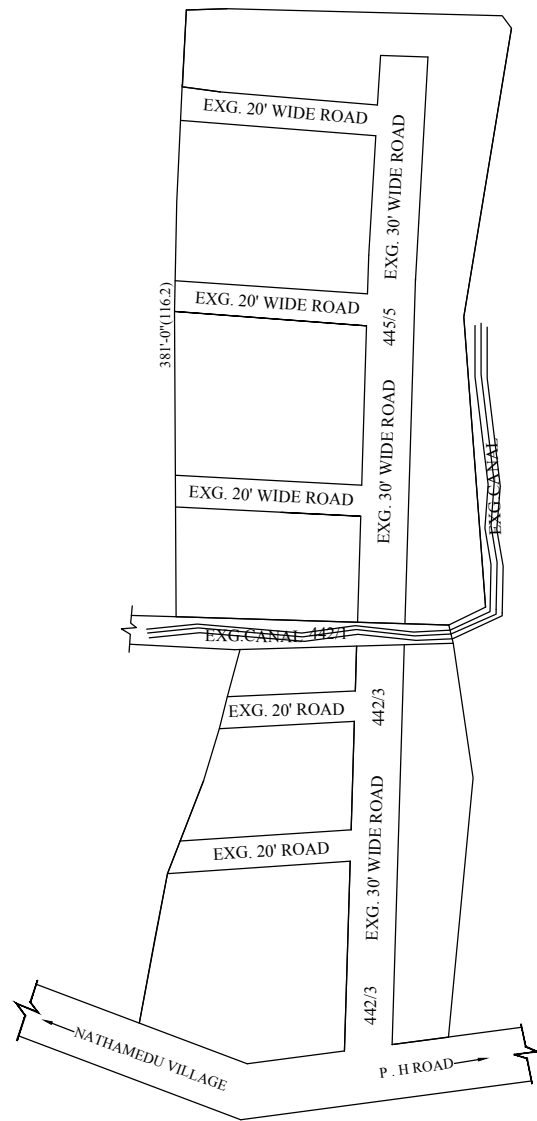 EXG. 20' WIDE ROAD
EXG. 30' WIDE ROAD
381'-0"(116.2)
EXG. 20' WIDE ROAD
445/5
EXG. 30' WIDE ROAD
EXG.CANAL
EXG. 20' WIDE ROAD
EXG.CANAL 442/1
EXG. 20' ROAD
442/3
EXG. 30' WIDE ROAD
EXG. 20' ROAD
442/3
NATHAMEDU VILLAGE
P . H ROAD